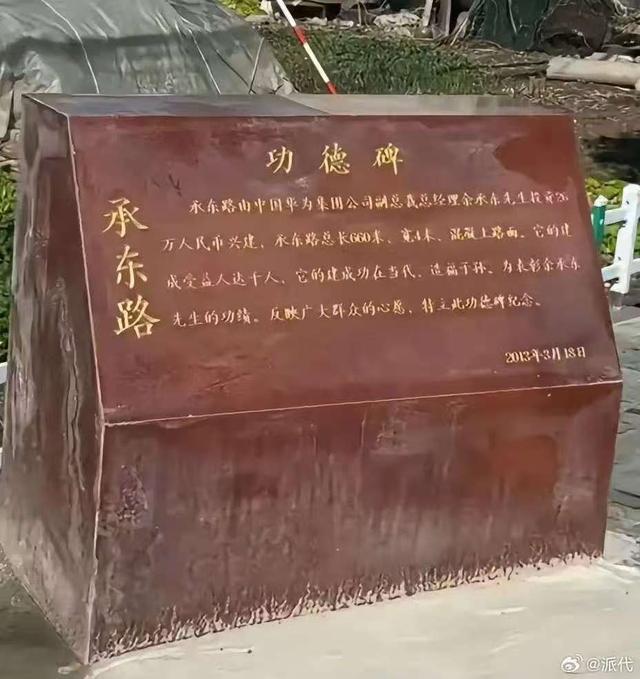 功德碑
承东路
承东路由中国华为集团公司副总裁总经理余承东先生投资26
万人民币兴建，承东路总长660米、宽4米、混凝土路面。它的建
成受益人达千人，它的建成功在当代，造福子孙。为表彰余承东
先生的功绩。反映广大群众的心愿，特立此功德碑纪念。
2013年3月18日
@派代